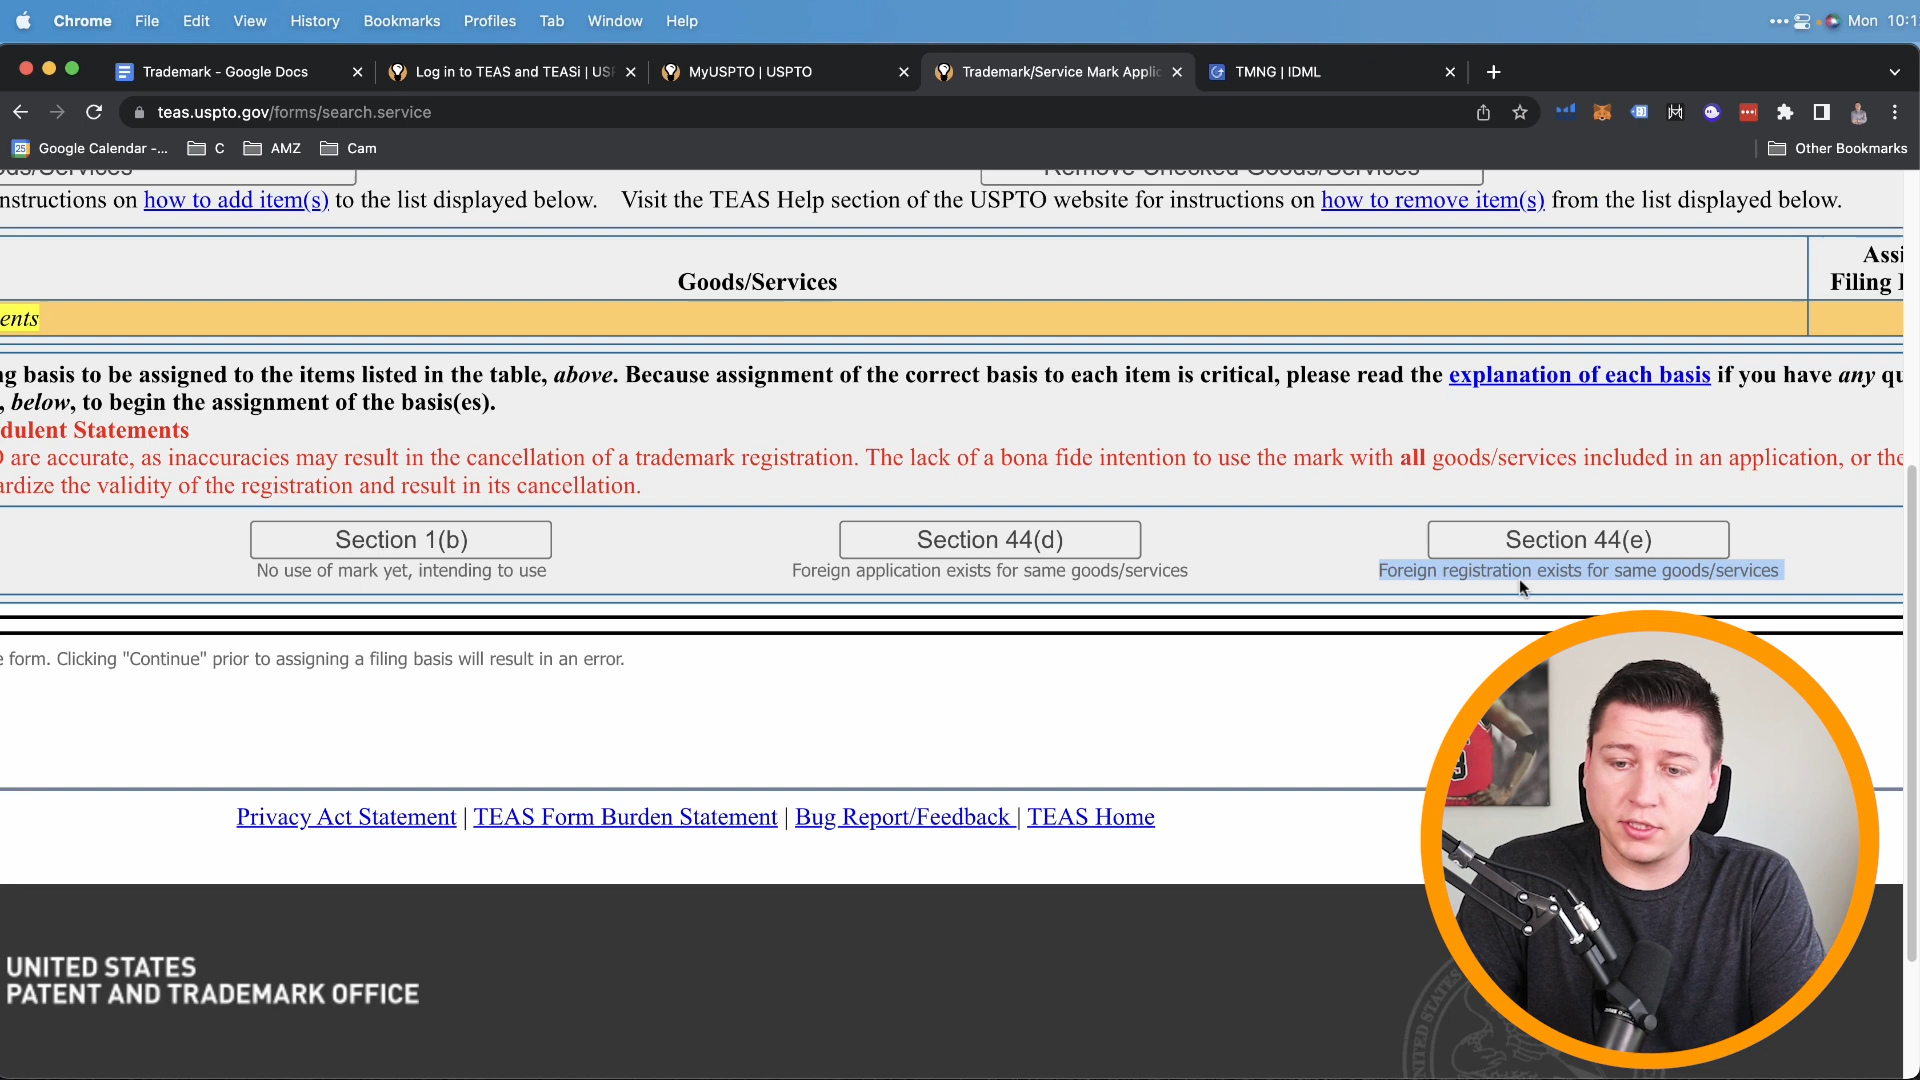 Chrome File Edit View History Bookmarks Profiles Tab Window Help Mon 10:1
Trademark - Google Docs Log in to TEAS and TEASi | US MyUSPTO | USPTO Trademark/Service Mark Applic TMNG | IDML
teas.uspto.gov/forms/search.service
25 Google Calendar -... C AMZ Cam Other Bookmarks
ods/Services Remove Checked Goods/Services
nstructions on how to add item(s) to the list displayed below. Visit the TEAS Help section of the USPTO website for instructions on how to remove item(s) from the list displayed below.
Assi
Goods/Services Filing
ents
ng basis to be assigned to the items listed in the table, above. Because assignment of the correct basis to each item is critical, please read the explanation of each basis if you have any qu
, below, to begin the assignment of the basis(es).
dulent Statements
are accurate, as inaccuracies may result in the cancellation of a trademark registration. The lack of a bona fide intention to use the mark with all goods/services included in an application, or the
ardize the validity of the registration and result in its cancellation.
Section 1(b) Section 44(d) Section 44(e)
No use of mark yet, intending to use Foreign application exists for same goods/services Foreign registration exists for same goods/services
e form. Clicking "Continue" prior to assigning a filing basis will result in an error.
Privacy Act Statement | TEAS Form Burden Statement | Bug Report/Feedback | TEAS Home
UNITED STATES
PATENT AND TRADEMARK OFFICE